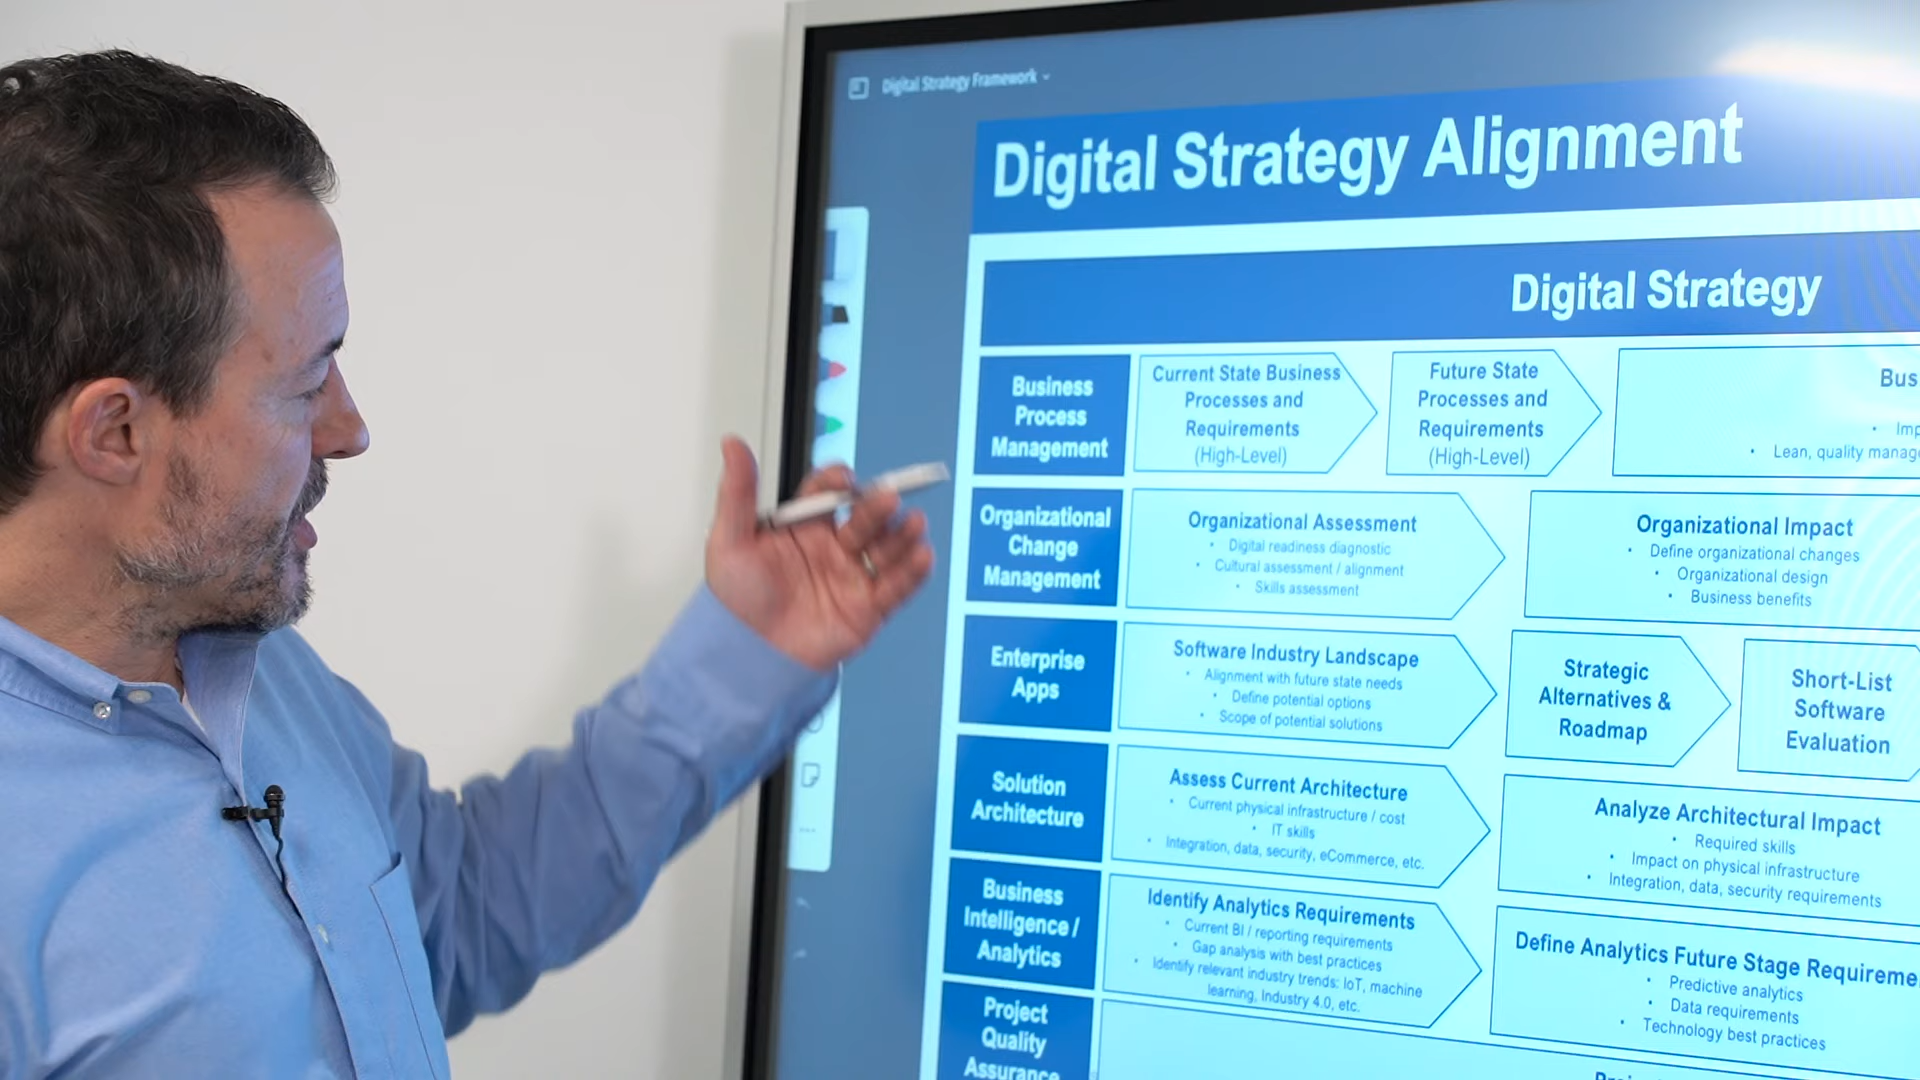 Digital Strategy Framework
Digital Strategy Alignment
Digital Strategy
Business
Process
Management
Current State Business
Processes and
Requirements
(High-Level)
Future State
Processes and
Requirements
(High-Level)
Bus
• Imp
• Lean, quality manag
Organizational
Change
Management
Organizational Assessment
• Digital readiness diagnostic
• Cultural assessment / alignment
• Skills assessment
Organizational Impact
• Define organizational changes
• Organizational design
• Business benefits
Enterprise
Apps
Software Industry Landscape
• Alignment with future state needs
• Define potential options
• Scope of potential solutions
Strategic
Alternatives &
Roadmap
Short-List
Software
Evaluation
Solution
Architecture
Assess Current Architecture
• Current physical infrastructure / cost
• IT skills
• Integration, data, security, eCommerce, etc.
Analyze Architectural Impact
• Required skills
• Impact on physical infrastructure
• Integration, data, security requirements
Business
Intelligence /
Analytics
Identify Analytics Requirements
• Current BI / reporting requirements
• Gap analysis with best practices
• Identify relevant industry trends: IoT, machine
learning, Industry 4.0, etc.
Define Analytics Future Stage Requireme
• Predictive analytics
• Data requirements
• Technology best practices
Project
Quality
Assurance